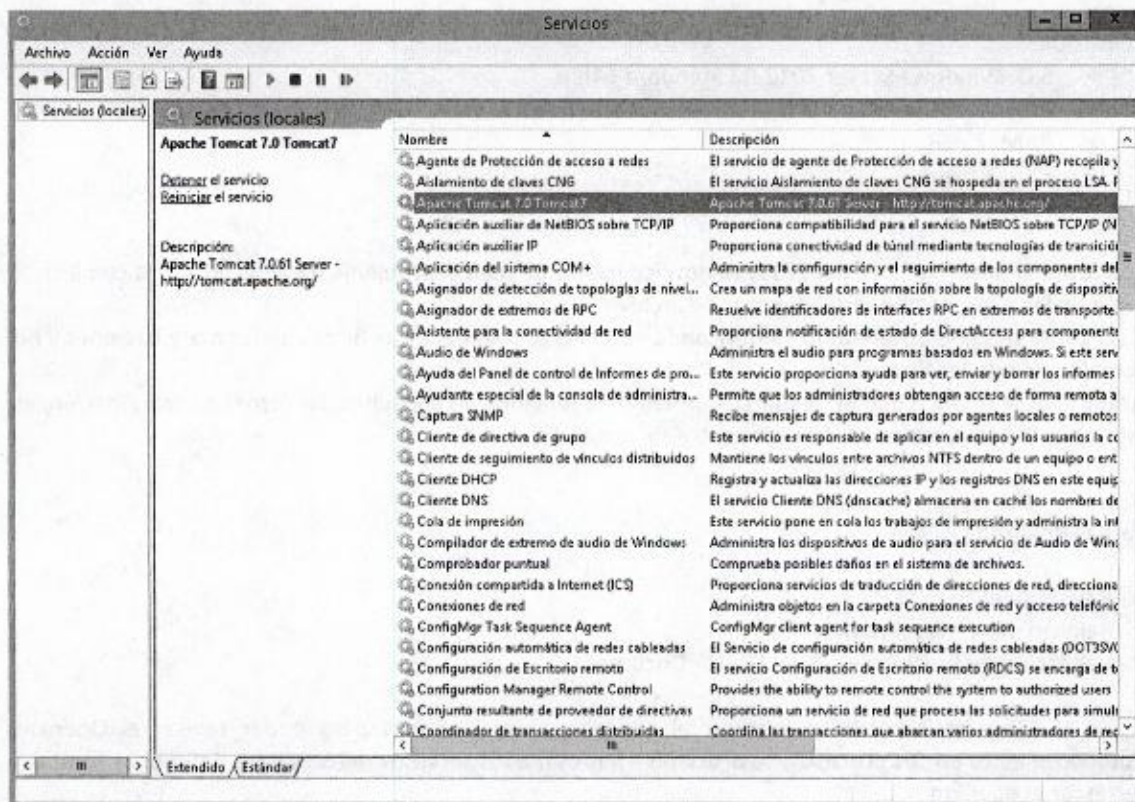 Servicios
Archivo Acción Ver Ayuda
Servicios (locales)
Servicios (locales)
Apache Tomcat 7.0 Tomcat7
Detener el servicio
Reiniciar el servicio
Descripción:
Apache Tomcat 7.0.61 Server -
http://tomcat.apache.org/
Nombre Descripción
Agente de Protección de acceso a redes El servicio de agente de Protección de acceso a redes (NAP) recopila y
Aislamiento de claves CNG El servicio Aislamiento de claves CNG se hospeda en el proceso LSA.
Apache Tomcat 7.0 Tomcat7 Apache Tomcat 7.0.61 Server - http://tomcat.apache.org/
Aplicación auxiliar de NetBIOS sobre TCP/IP Proporciona compatibilidad para el servicio NetBIOS sobre TCP/IP (N
Aplicación auxiliar IP Proporciona conectividad de túnel mediante tecnologías de transició
Aplicación del sistema COM+ Administra la configuración y el seguimiento de los componentes del
Asignador de detección de topologías de nivel... Crea un mapa de red con información sobre la topología de dispositiv
Asignador de extremos de RPC Resuelve identificadores de interfaces RPC en extremos de transporte.
Asistente para la conectividad de red Proporciona notificación de estado de DirectAccess para componente
Audio de Windows Administra el audio para programas basados en Windows. Si este serv
Ayuda del Panel de control de Informes de pro... Este servicio proporciona ayuda para ver, enviar y borrar los informes
Ayudante especial de la consola de administra... Permite que los administradores obtengan acceso de forma remota a
Captura SNMP Recibe mensajes de captura generados por agentes locales o remotos
Cliente de directiva de grupo Este servicio es responsable de aplicar en el equipo y los usuarios la co
Cliente de seguimiento de vínculos distribuidos Mantiene los vínculos entre archivos NTFS dentro de un equipo o ent
Cliente DHCP Registra y actualiza las direcciones IP y los registros DNS en este equip
Cliente DNS El servicio Cliente DNS (dnscache) almacena en caché los nombres de
Cola de impresión Este servicio pone en cola los trabajos de impresión y administra la int
Compilador de extremo de audio de Windows Administra los dispositivos de audio para el servicio de Audio de Wind
Comprobador puntual Comprueba posibles daños en el sistema de archivos.
Conexión compartida a Internet (ICS) Proporciona servicios de traducción de direcciones de red, direcciona
Conexiones de red Administra objetos en la carpeta Conexiones de red y acceso telefónic
ConfigMgr Task Sequence Agent ConfigMgr client agent for task sequence execution
Configuración automática de redes cableadas El Servicio de configuración automática de redes cableadas (DOT3SVC
Configuración de Escritorio remoto El servicio Configuración de Escritorio remoto (RDCS) se encarga de t
Configuration Manager Remote Control Provides the ability to remote control the system to authorized users
Conjunto resultante de proveedor de directivas Proporciona un servicio de red que procesa las solicitudes para simul
Coordinador de transacciones distribuidas Coordina las transacciones que abarcan varios administradores de rec
Extendido Estándar